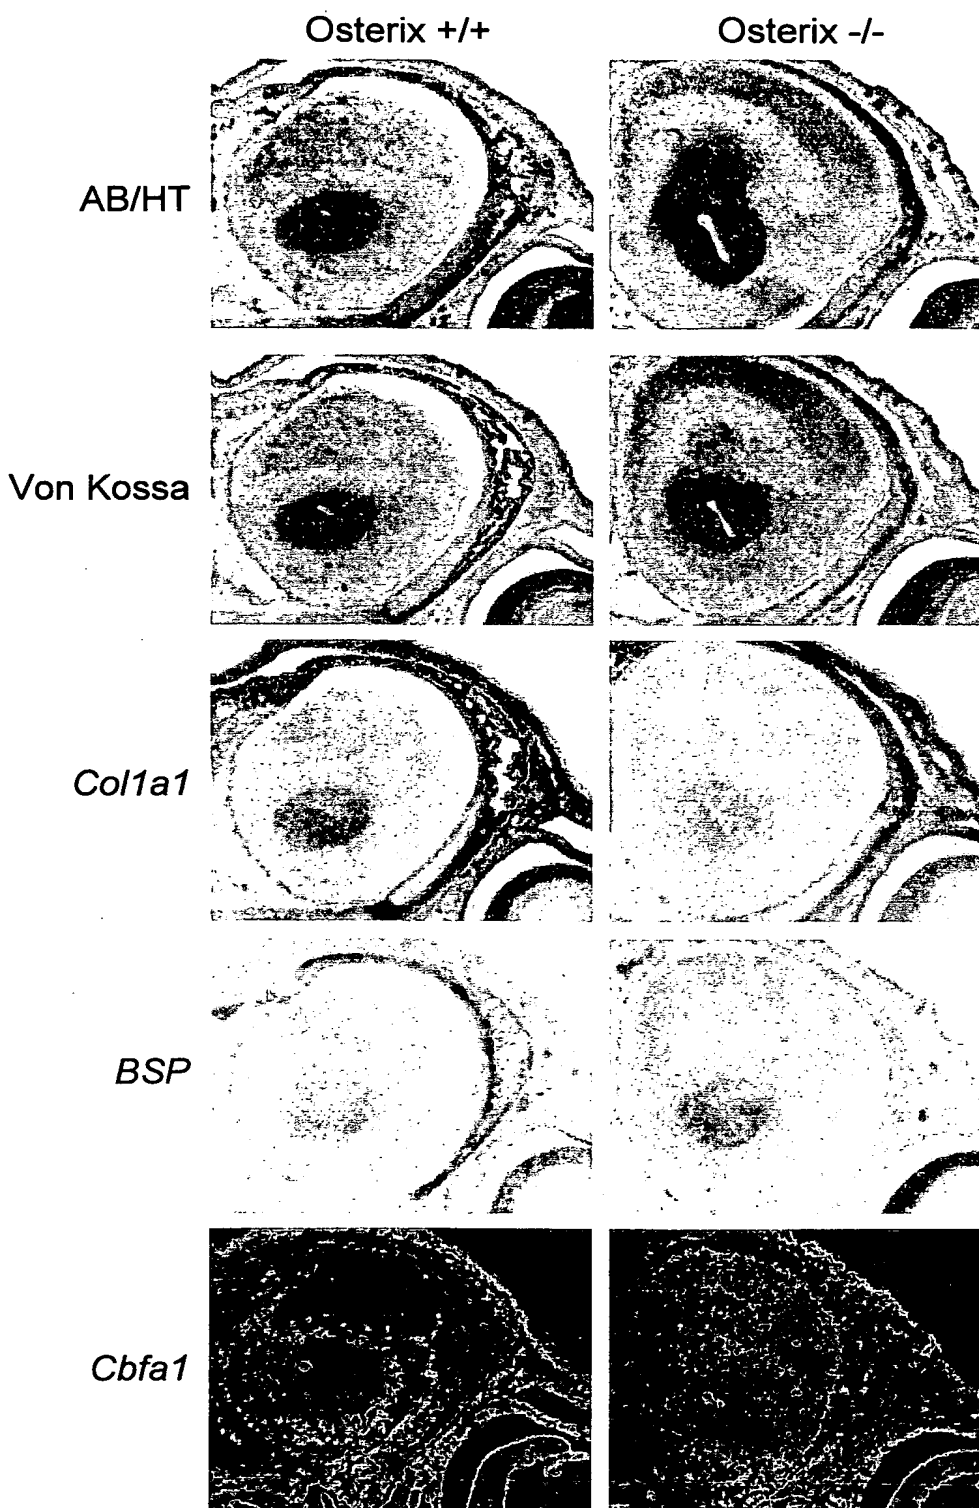 Osterix +/+ Osterix -/-
AB/HT
Von Kossa
Col1a1
BSP
Cbfa1